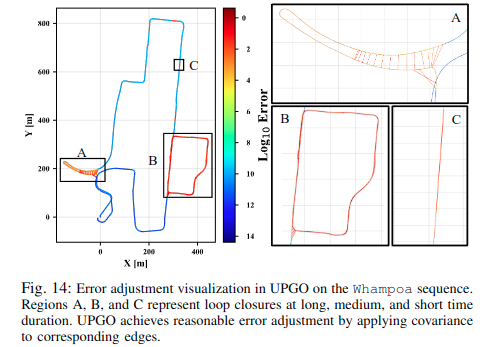 800
600
400
200
0
Y [m]
0
200
400
X [m]
A
B
C
0
2
4
6
8
10
12
14
Log10 Error
A
B
C
Fig. 14: Error adjustment visualization in UPGO on the Whampoa sequence.
Regions A, B, and C represent loop closures at long, medium, and short time
duration. UPGO achieves reasonable error adjustment by applying covariance
to corresponding edges.